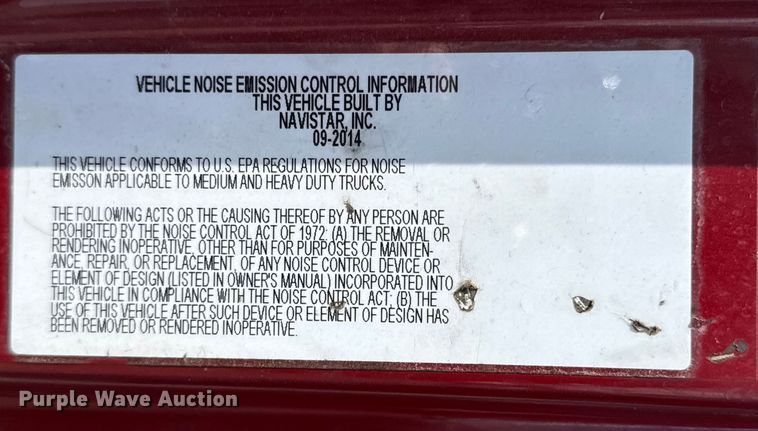 VEHICLE NOISE EMISSION CONTROL INFORMATION
THIS VEHICLE BUILT BY
NAVISTAR, INC.
09-2014
THIS VEHICLE CONFORMS TO U.S. EPA REGULATIONS FOR NOISE
EMISSON APPLICABLE TO MEDIUM AND HEAVY DUTY TRUCKS.
THE FOLLOWING ACTS OR THE CAUSING THEREOF BY ANY PERSON ARE
PROHIBITED BY THE NOISE CONTROL ACT OF 1972: (A) THE REMOVAL OR
RENDERING INOPERATIVE, OTHER THAN FOR PURPOSES OF MAINTEN-
ANCE, REPAIR, OR REPLACEMENT, OF ANY NOISE CONTROL DEVICE OR
ELEMENT OF DESIGN (LISTED IN OWNER'S MANUAL) INCORPORATED INTO
THIS VEHICLE IN COMPLIANCE WITH THE NOISE CONTROL ACT; (B) THE
USE OF THIS VEHICLE AFTER SUCH DEVICE OR ELEMENT OF DESIGN HAS
BEEN REMOVED OR RENDERED INOPERATIVE.
Purple Wave Auction